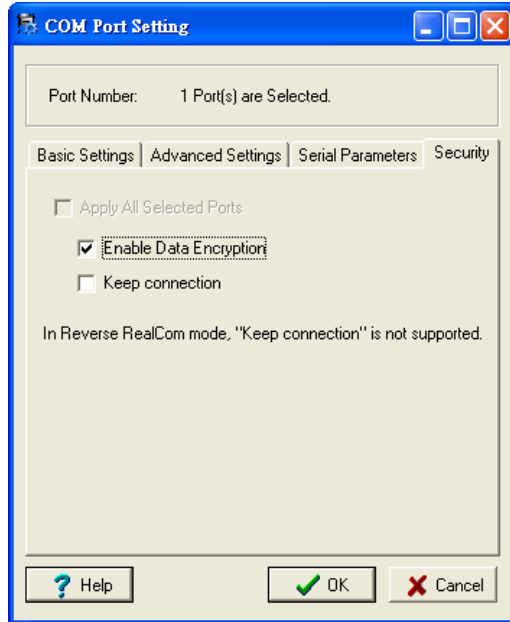 COM Port Setting
Port Number: 1 Port(s) are Selected.
Basic Settings Advanced Settings Serial Parameters Security
Apply All Selected Ports
Enable Data Encryption
Keep connection
In Reverse RealCom mode, "Keep connection" is not supported.
Help OK Cancel